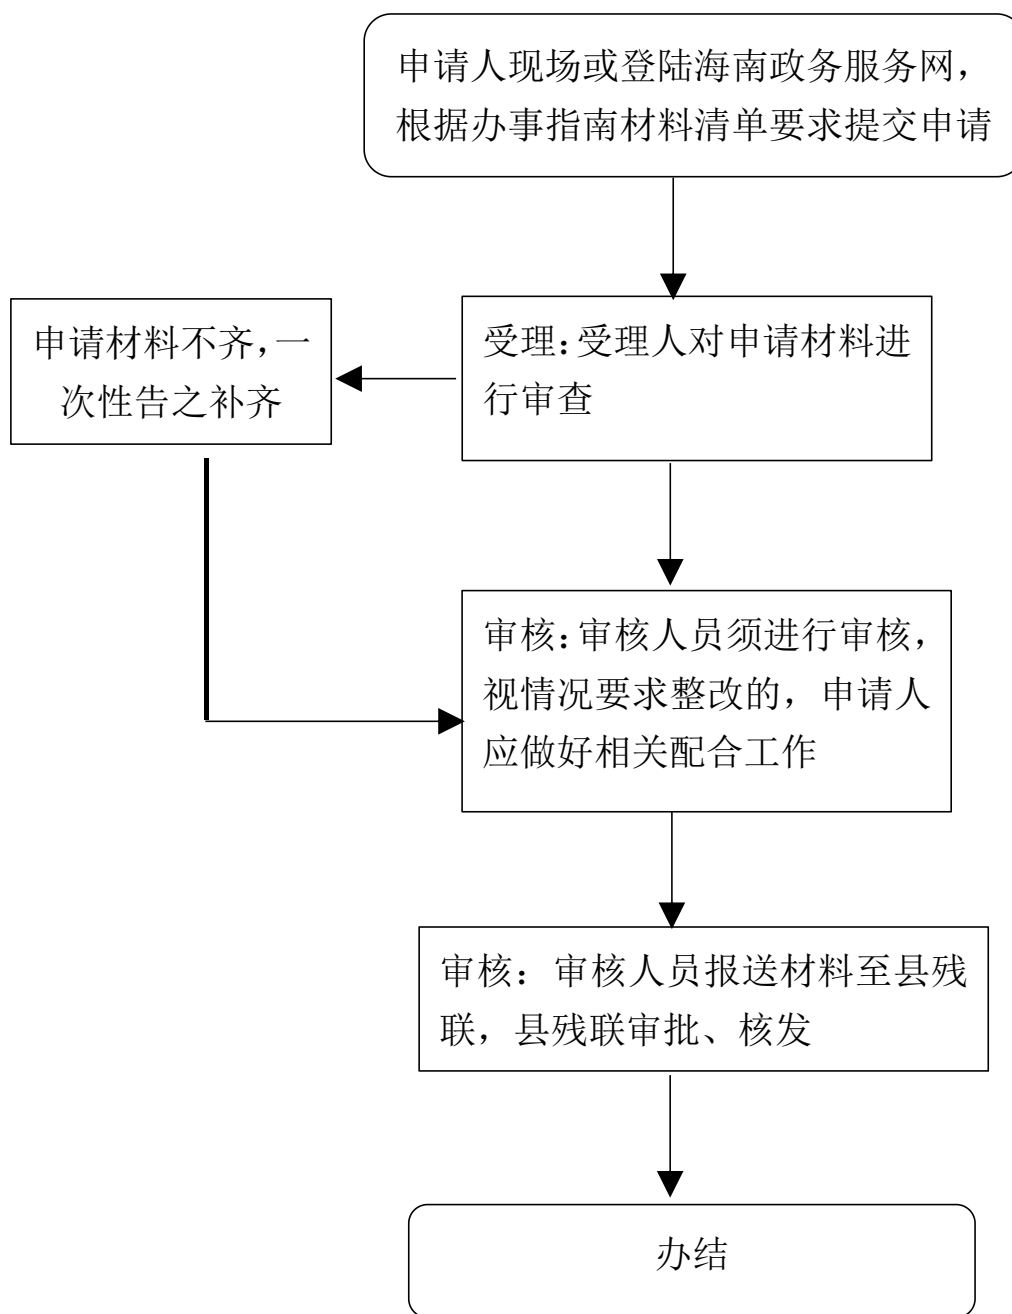 申请人现场或登陆海南政务服务网，
根据办事指南材料清单要求提交申请
申请材料不齐，一
次性告之补齐
受理：受理人对申请材料进
行审查
审核：审核人员须进行审核，
视情况要求整改的，申请人
应做好相关配合工作
审核：审核人员报送材料至县残
联，县残联审批、核发
办结